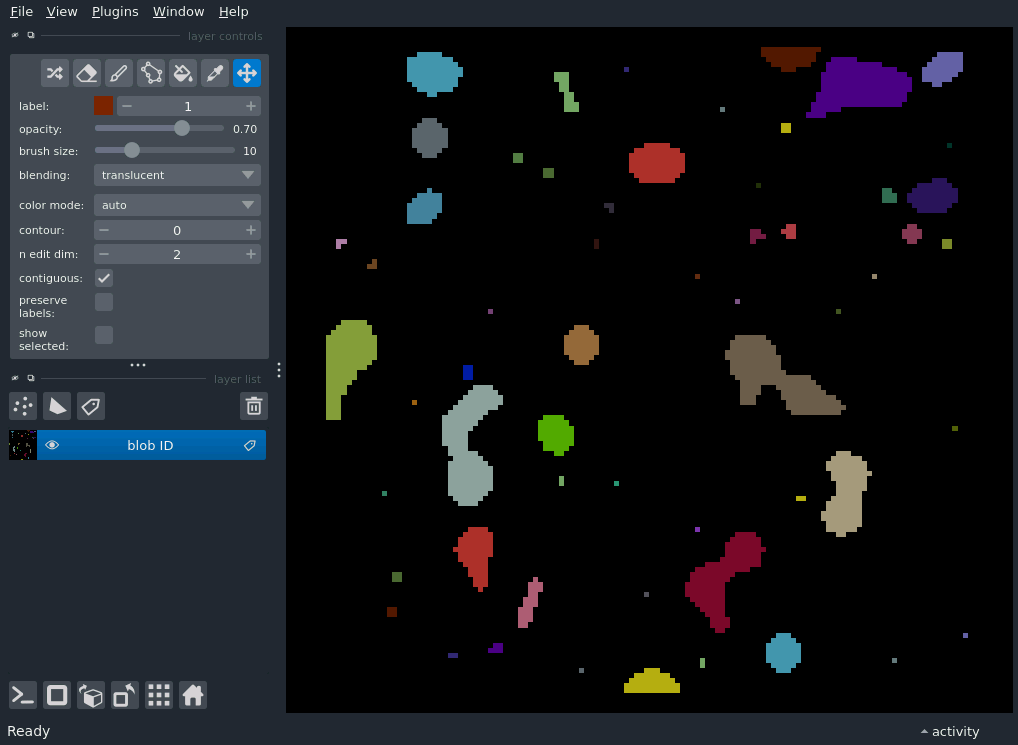 File View Plugins Window Help
layer controls
label: 1
opacity: 0.70
brush size: 10
blending: translucent
color mode: auto
contour: 0
n edit dim: 2
contiguous:
preserve
labels:
show
selected:
layer list
blob ID
Ready
activity